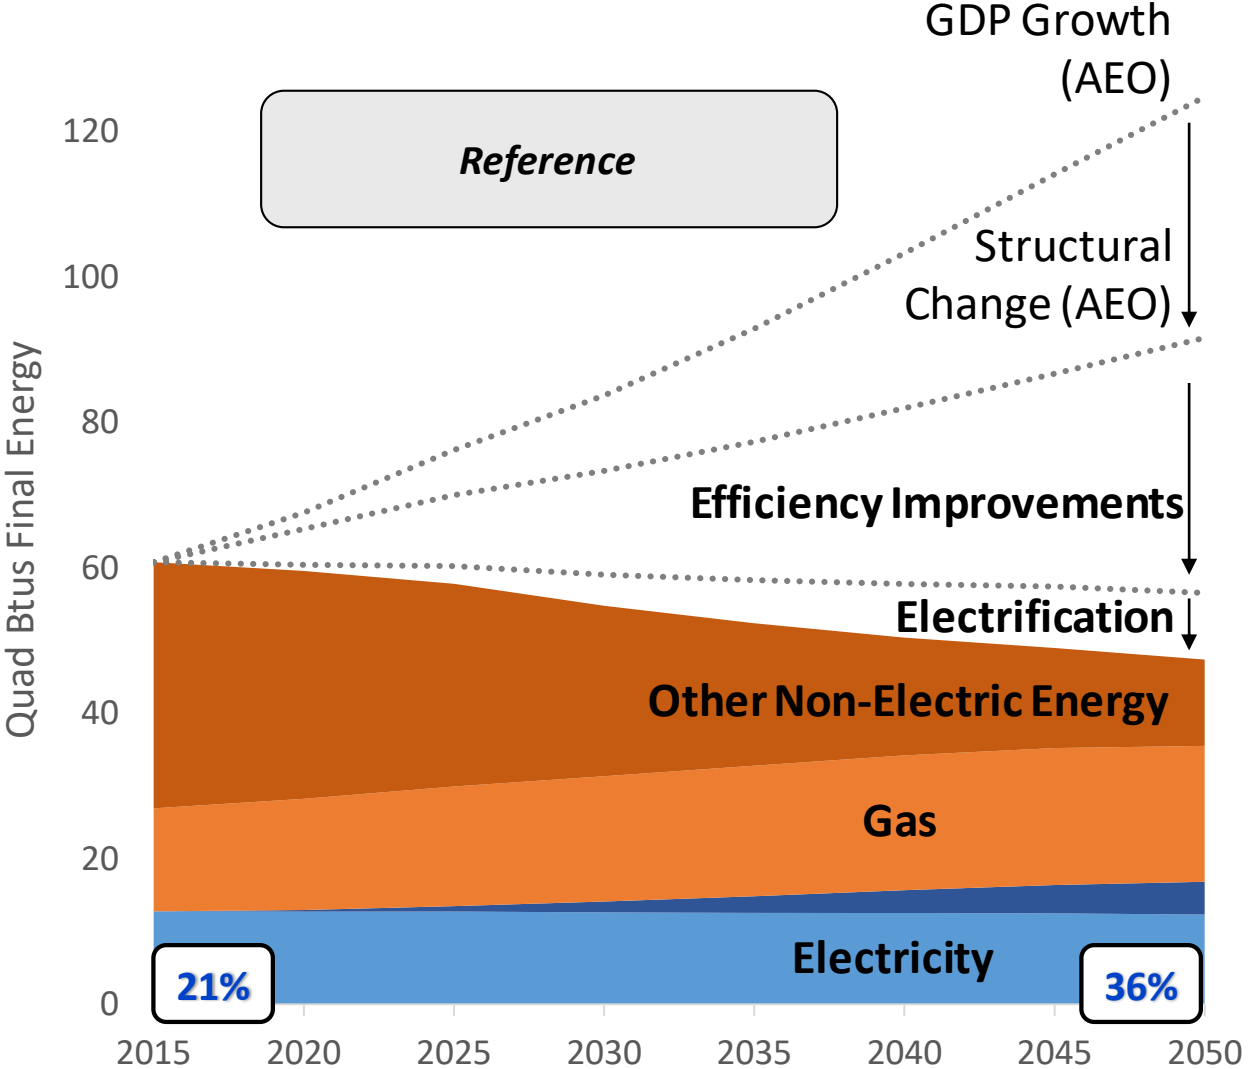 GDP Growth
(AEO)
120
Reference
Structural
Change (AEO)
100
Quad Btus Final Energy
80
Efficiency Improvements
60
Electrification
Other Non-Electric Energy
40
Gas
20
Electricity
21%
36%
0
2015 2020 2025 2030 2035 2040 2045 2050